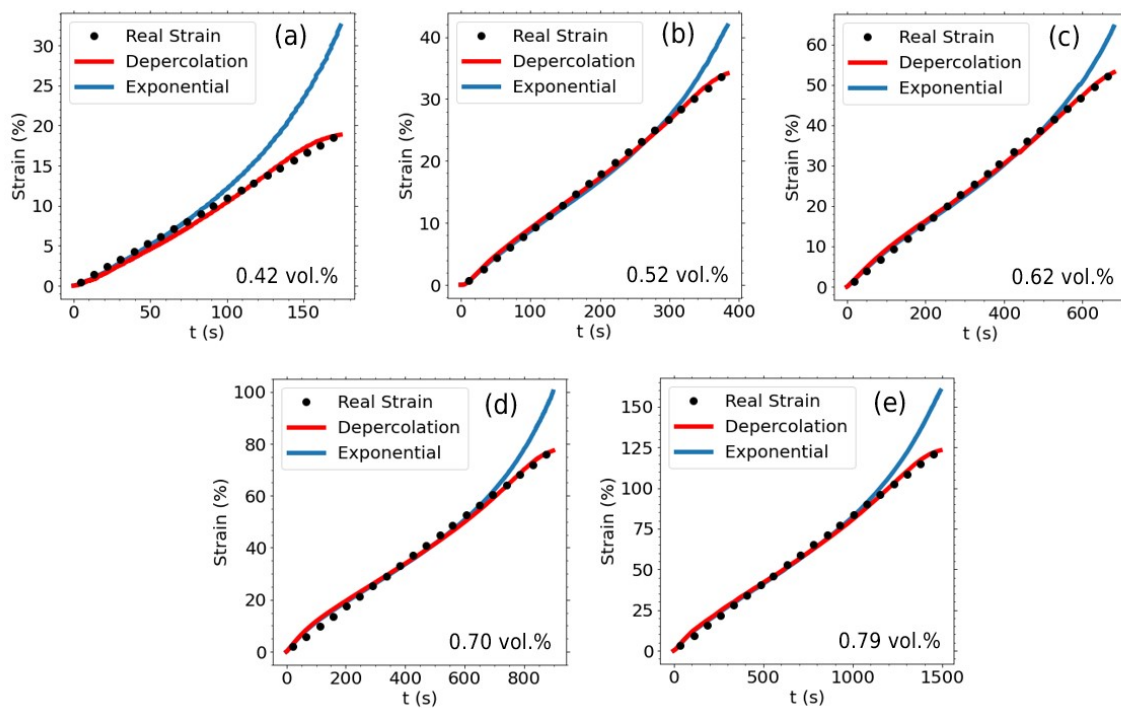 (a)
Real Strain
Depercolation
Exponential
Strain (%)
30
25
20
15
10
5
0
0 50 100 150
t (s)
0.42 vol.%
(b)
Real Strain
Depercolation
Exponential
Strain (%)
40
30
20
10
0
0 100 200 300 400
t (s)
0.52 vol.%
(c)
Real Strain
Depercolation
Exponential
Strain (%)
60
50
40
30
20
10
0
0 200 400 600
t (s)
0.62 vol.%
(d)
Real Strain
Depercolation
Exponential
Strain (%)
100
80
60
40
20
0
0 200 400 600 800
t (s)
0.70 vol.%
(e)
Real Strain
Depercolation
Exponential
Strain (%)
150
125
100
75
50
25
0
0 500 1000 1500
t (s)
0.79 vol.%